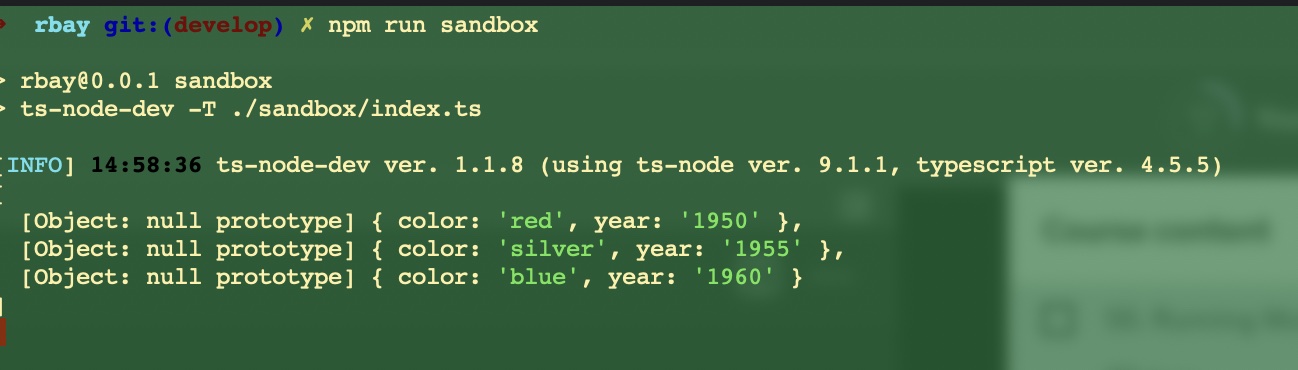 rbay git:(develop) ✗ npm run sandbox
> rbay@0.0.1 sandbox
> ts-node-dev -T ./sandbox/index.ts
[INFO] 14:58:36 ts-node-dev ver. 1.1.8 (using ts-node ver. 9.1.1, typescript ver. 4.5.5)
[
[Object: null prototype] { color: 'red', year: '1950' },
[Object: null prototype] { color: 'silver', year: '1955' },
[Object: null prototype] { color: 'blue', year: '1960' }
]
Course content